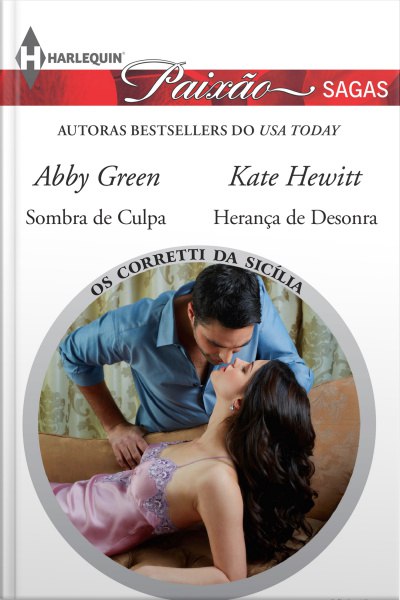 HARLEQUIN®
Paixão SAGAS
AUTORAS BESTSELLERS DO USA TODAY
Abby Green Kate Hewitt
Sombra de Culpa Herança de Desonra
OS CORRETTI DA SICÍLIA